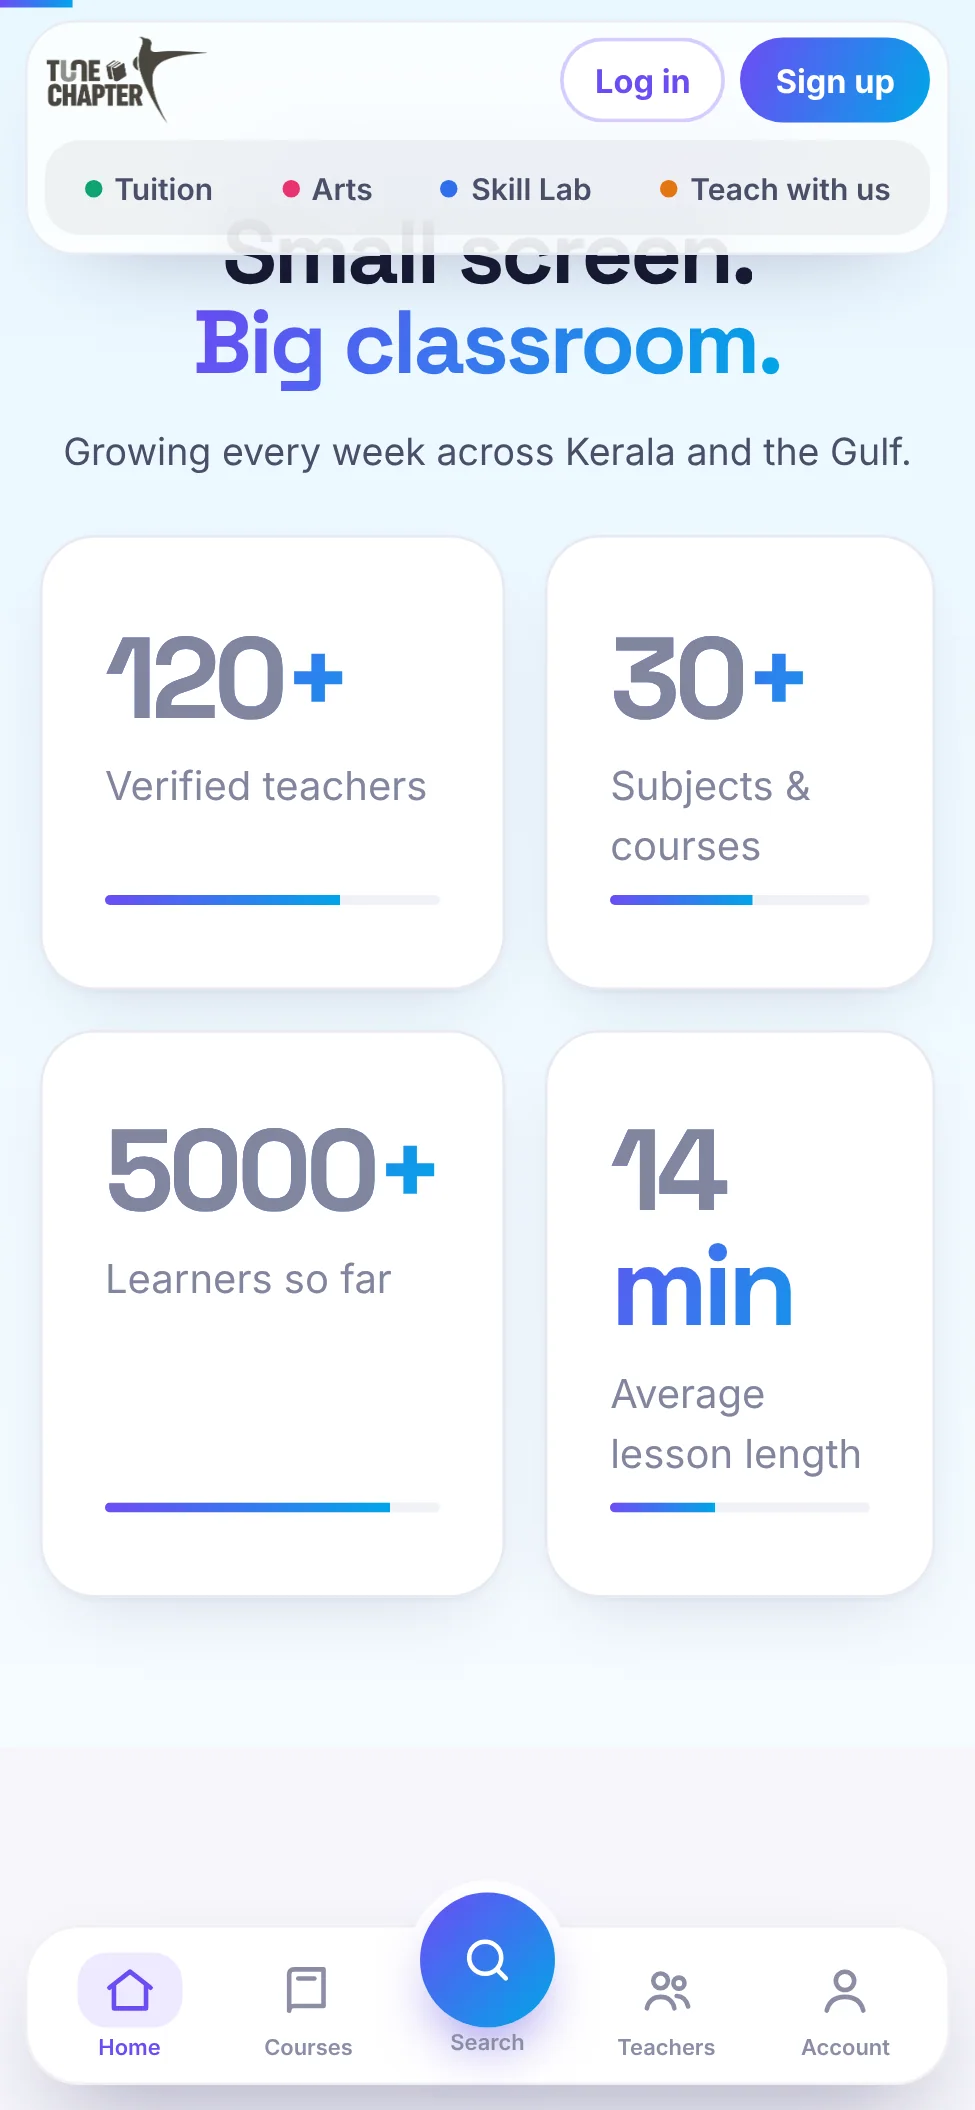 TUNE
CHAPTER
Log in
Sign up
Tuition
Arts
Skill Lab
Teach with us
Small screen.
Big classroom.
Growing every week across Kerala and the Gulf.
120+
Verified teachers
30+
Subjects &
courses
5000+
Learners so far
14
min
Average
lesson length
Home
Courses
Search
Teachers
Account